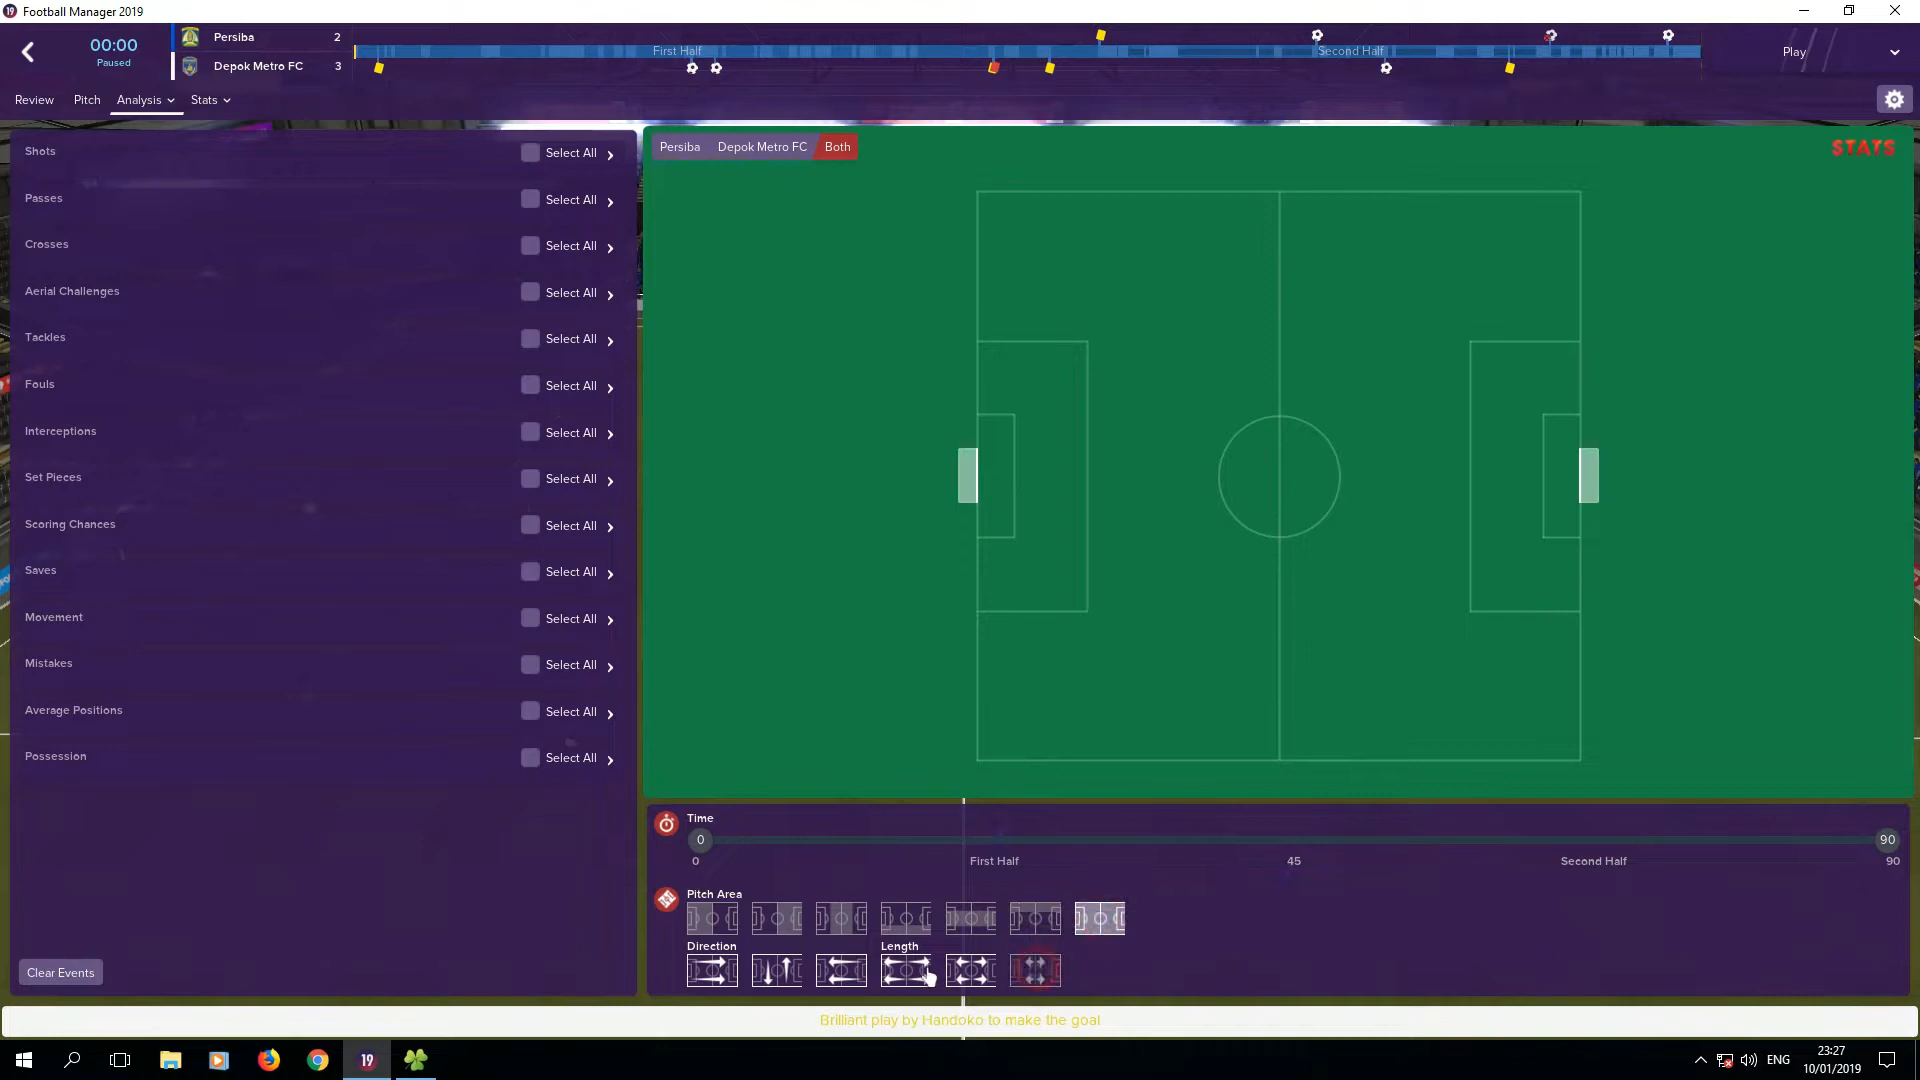 19 Football Manager 2019
00:00
Paused
Persiba 2
Depok Metro FC 3
First Half
Second Half
Play
Review Pitch Analysis Stats
Shots Select All
Passes Select All
Crosses Select All
Aerial Challenges Select All
Tackles Select All
Fouls Select All
Interceptions Select All
Set Pieces Select All
Scoring Chances Select All
Saves Select All
Movement Select All
Mistakes Select All
Average Positions Select All
Possession Select All
Clear Events
Persiba Depok Metro FC Both
STATS
Time
0 90
0 First Half 45 Second Half 90
Pitch Area
Direction Length
Brilliant play by Handoko to make the goal
19
ENG
23:27
10/01/2019